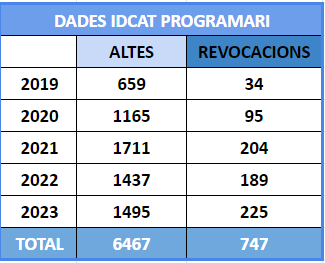 DADES IDCAT PROGRAMARI
ALTES REVOCACIONS
2019 659 34
2020 1165 95
2021 1711 204
2022 1437 189
2023 1495 225
TOTAL 6467 747